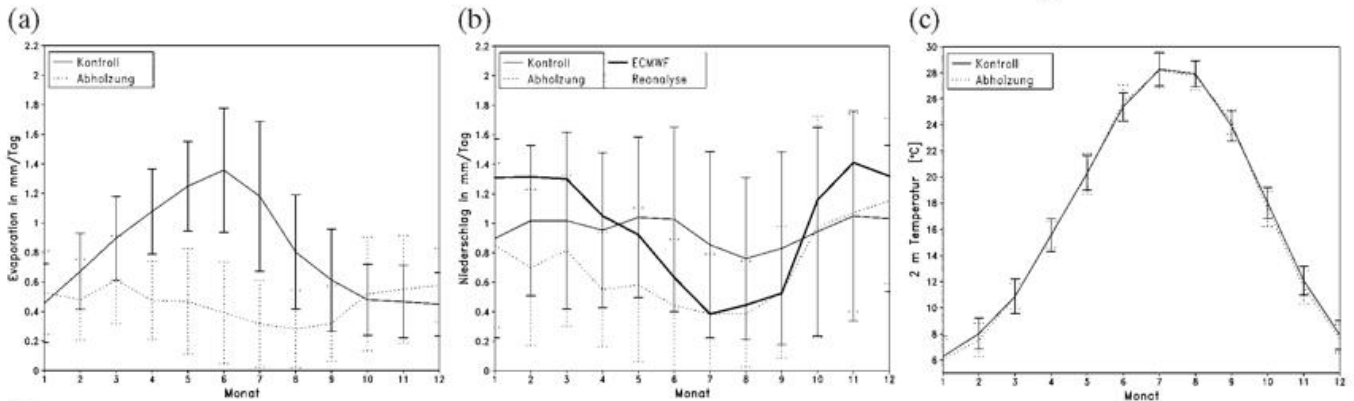 (a)
Evaporation in mm/Tag
2.2
2
1.8
1.6
1.4
1.2
1
0.8
0.6
0.4
0.2
0
Kontroll
Abholzung
1 2 3 4 5 6 7 8 9 10 11 12
Monat
(b)
Niederschlag in mm/Tag
2.2
2
1.8
1.6
1.4
1.2
1
0.8
0.6
0.4
0.2
0
Kontroll ECMWF
Abholzung Reanalyse
1 2 3 4 5 6 7 8 9 10 11 12
Monat
(c)
2 m Temperatur [°C]
30
28
26
24
22
20
18
16
14
12
10
8
6
Kontroll
Abholzung
1 2 3 4 5 6 7 8 9 10 11 12
Monat